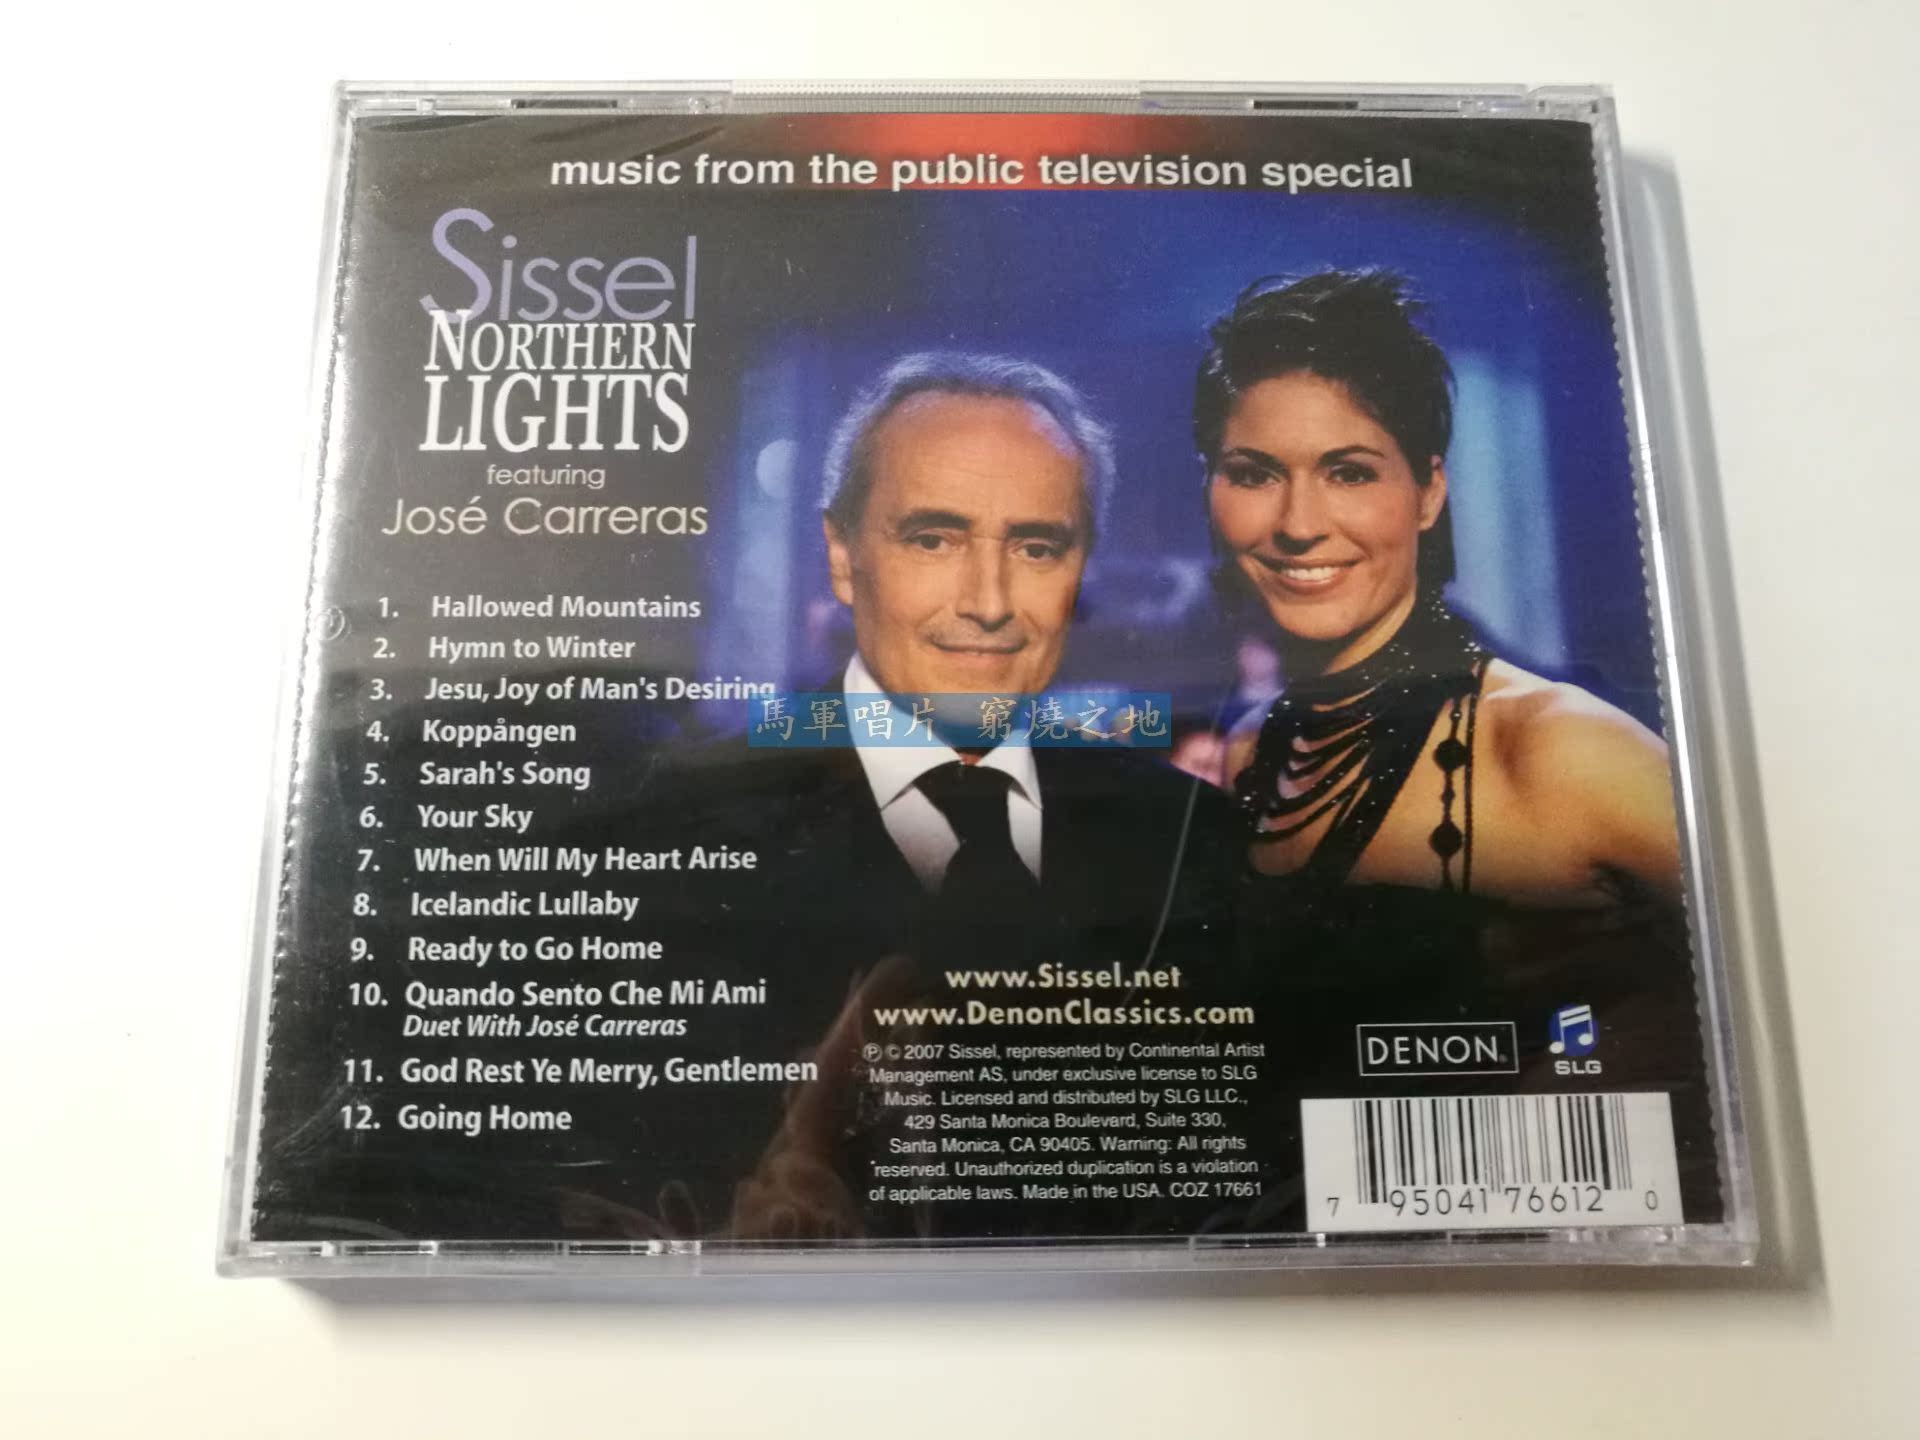 music from the public television special
Sissel
NORTHERN
LIGHTS
featuring
José Carreras
1. Hallowed Mountains
2. Hymn to Winter
3. Jesu, Joy of Man's Desiring
4. Koppången
5. Sarah's Song
6. Your Sky
7. When Will My Heart Arise
8. Icelandic Lullaby
9. Ready to Go Home
10. Quando Sento Che Mi Ami
Duet With José Carreras
11. God Rest Ye Merry, Gentlemen
12. Going Home
馬軍唱片 窮燒之地
www.Sissel.net
www.DenonClassics.com
℗ © 2007 Sissel, represented by Continental Artist
Management AS, under exclusive license to SLG
Music. Licensed and distributed by SLG LLC.,
429 Santa Monica Boulevard, Suite 330,
Santa Monica, CA 90405. Warning: All rights
reserved. Unauthorized duplication is a violation
of applicable laws. Made in the USA. COZ 17661
DENON®
SLG
7 95041 76612 0